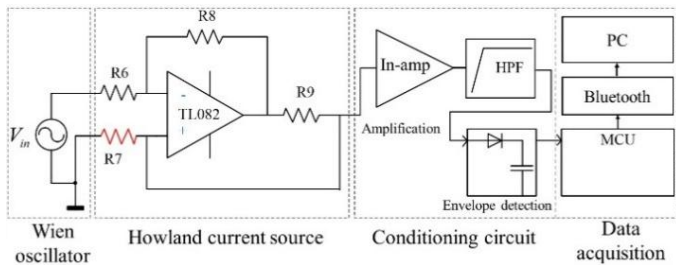 R8
PC
R9
In-amp
HPF
R6
-
TL082
Bluetooth
V_in
R7
+
Amplification
MCU
Envelope detection
Wien
oscillator
Howland current source
Conditioning circuit
Data
acquisition